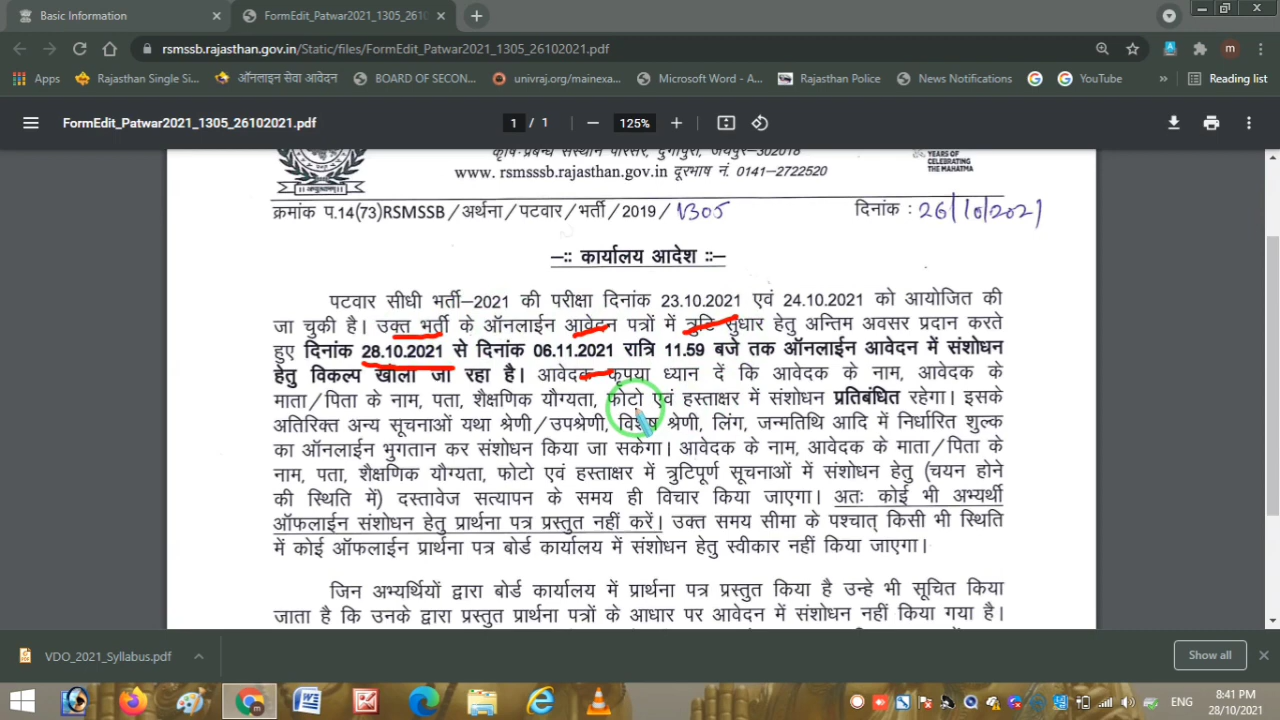 Basic Information
FormEdit_Patwar2021_1305_2610202
rsmssb.rajasthan.gov.in/Static/files/FormEdit_Patwar2021_1305_26102021.pdf
Apps
Rajasthan Single Si...
ऑनलाइन सेवा आवेदन
BOARD OF SECON...
univraj.org/mainexa...
Microsoft Word - A...
Rajasthan Police
News Notifications
YouTube
»
Reading list
FormEdit_Patwar2021_1305_26102021.pdf
1 / 1
125%
कृषि प्रबन्ध संस्थान परिसर, दुर्गापुरा, जयपुर-302018
YEARS OF
CELEBRATING
THE MAHATMA
www. rsmsssb.rajasthan.gov.in दूरभाष नं. 0141-2722520
क्रमांक प.14(73)RSMSSB/अर्थना/पटवार/भर्ती/2019/1305
दिनांक : 26/10/2021
–:: कार्यालय आदेश ::–
पटवार सीधी भर्ती–2021 की परीक्षा दिनांक 23.10.2021 एवं 24.10.2021 को आयोजित की
जा चुकी है। उक्त भर्ती के ऑनलाईन आवेदन पत्रों में त्रुटि सुधार हेतु अन्तिम अवसर प्रदान करते
हुए दिनांक 28.10.2021 से दिनांक 06.11.2021 रात्रि 11.59 बजे तक ऑनलाईन आवेदन में संशोधन
हेतु विकल्प खोला जा रहा है। आवेदक कृपया ध्यान दें कि आवेदक के नाम, आवेदक के
माता/पिता के नाम, पता, शैक्षणिक यौग्यता, फोटो एवं हस्ताक्षर में संशोधन प्रतिबंधित रहेगा। इसके
अतिरिक्त अन्य सूचनाओं यथा श्रेणी/उपश्रेणी, विशेष श्रेणी, लिंग, जन्मतिथि आदि में निर्धारित शुल्क
का ऑनलाईन भुगतान कर संशोधन किया जा सकेगा। आवेदक के नाम, आवेदक के माता/पिता के
नाम, पता, शैक्षणिक यौग्यता, फोटो एवं हस्ताक्षर में त्रुटिपूर्ण सूचनाओं में संशोधन हेतु (चयन होने
की स्थिति में) दस्तावेज सत्यापन के समय ही विचार किया जाएगा। अतः कोई भी अभ्यर्थी
ऑफलाईन संशोधन हेतु प्रार्थना पत्र प्रस्तुत नहीं करें। उक्त समय सीमा के पश्चात् किसी भी स्थिति
में कोई ऑफलाईन प्रार्थना पत्र बोर्ड कार्यालय में संशोधन हेतु स्वीकार नहीं किया जाएगा।
जिन अभ्यर्थियों द्वारा बोर्ड कार्यालय में प्रार्थना पत्र प्रस्तुत किया है उन्हे भी सूचित किया
जाता है कि उनके द्वारा प्रस्तुत प्रार्थना पत्रों के आधार पर आवेदन में संशोधन नहीं किया गया है।
VDO_2021_Syllabus.pdf
Show all
ENG
8:41 PM
28/10/2021